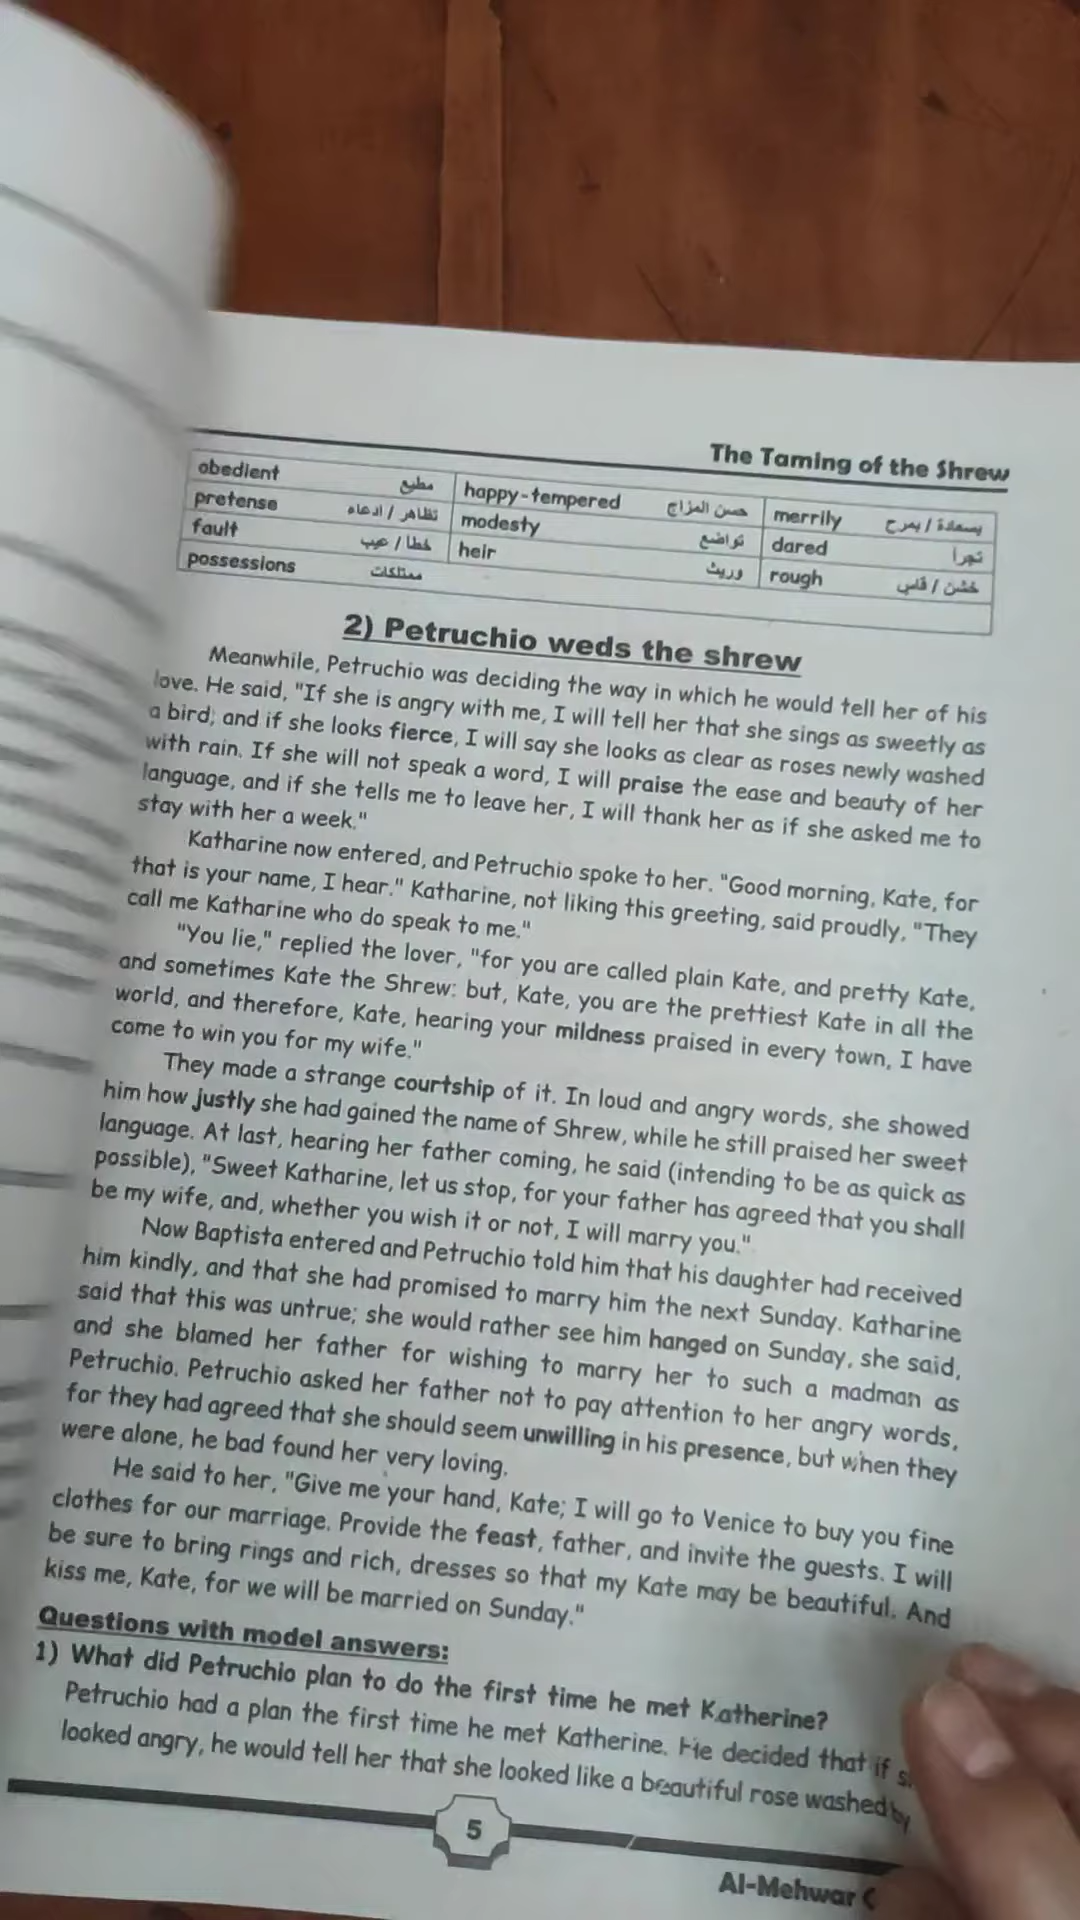 The Taming of the Shrew
obedient مطيع happy-tempered حسن المزاج merrily بسعادة / بمرح
pretense تظاهر / ادعاء modesty تواضع dared تجرأ
fault خطا / عيب heir وريث rough خشن / قاسي
possessions ممتلكات
2) Petruchio weds the shrew
Meanwhile, Petruchio was deciding the way in which he would tell her of his
love. He said, "If she is angry with me, I will tell her that she sings as sweetly as
a bird; and if she looks fierce, I will say she looks as clear as roses newly washed
with rain. If she will not speak a word, I will praise the ease and beauty of her
language, and if she tells me to leave her, I will thank her as if she asked me to
stay with her a week."
Katharine now entered, and Petruchio spoke to her. "Good morning, Kate, for
that is your name, I hear." Katharine, not liking this greeting, said proudly, "They
call me Katharine who do speak to me."
"You lie," replied the lover, "for you are called plain Kate, and pretty Kate,
and sometimes Kate the Shrew: but, Kate, you are the prettiest Kate in all the
world, and therefore, Kate, hearing your mildness praised in every town, I have
come to win you for my wife."
They made a strange courtship of it. In loud and angry words, she showed
him how justly she had gained the name of Shrew, while he still praised her sweet
language. At last, hearing her father coming, he said (intending to be as quick as
possible), "Sweet Katharine, let us stop, for your father has agreed that you shall
be my wife, and, whether you wish it or not, I will marry you."
Now Baptista entered and Petruchio told him that his daughter had received
him kindly, and that she had promised to marry him the next Sunday. Katharine
said that this was untrue; she would rather see him hanged on Sunday, she said,
and she blamed her father for wishing to marry her to such a madman as
Petruchio. Petruchio asked her father not to pay attention to her angry words,
for they had agreed that she should seem unwilling in his presence, but when they
were alone, he bad found her very loving.
He said to her, "Give me your hand, Kate; I will go to Venice to buy you fine
clothes for our marriage. Provide the feast, father, and invite the guests. I will
be sure to bring rings and rich, dresses so that my Kate may be beautiful. And
kiss me, Kate, for we will be married on Sunday."
Questions with model answers:
1) What did Petruchio plan to do the first time he met Katherine?
Petruchio had a plan the first time he met Katherine. He decided that if
looked angry, he would tell her that she looked like a beautiful rose washed by
5
Al-Mehwar